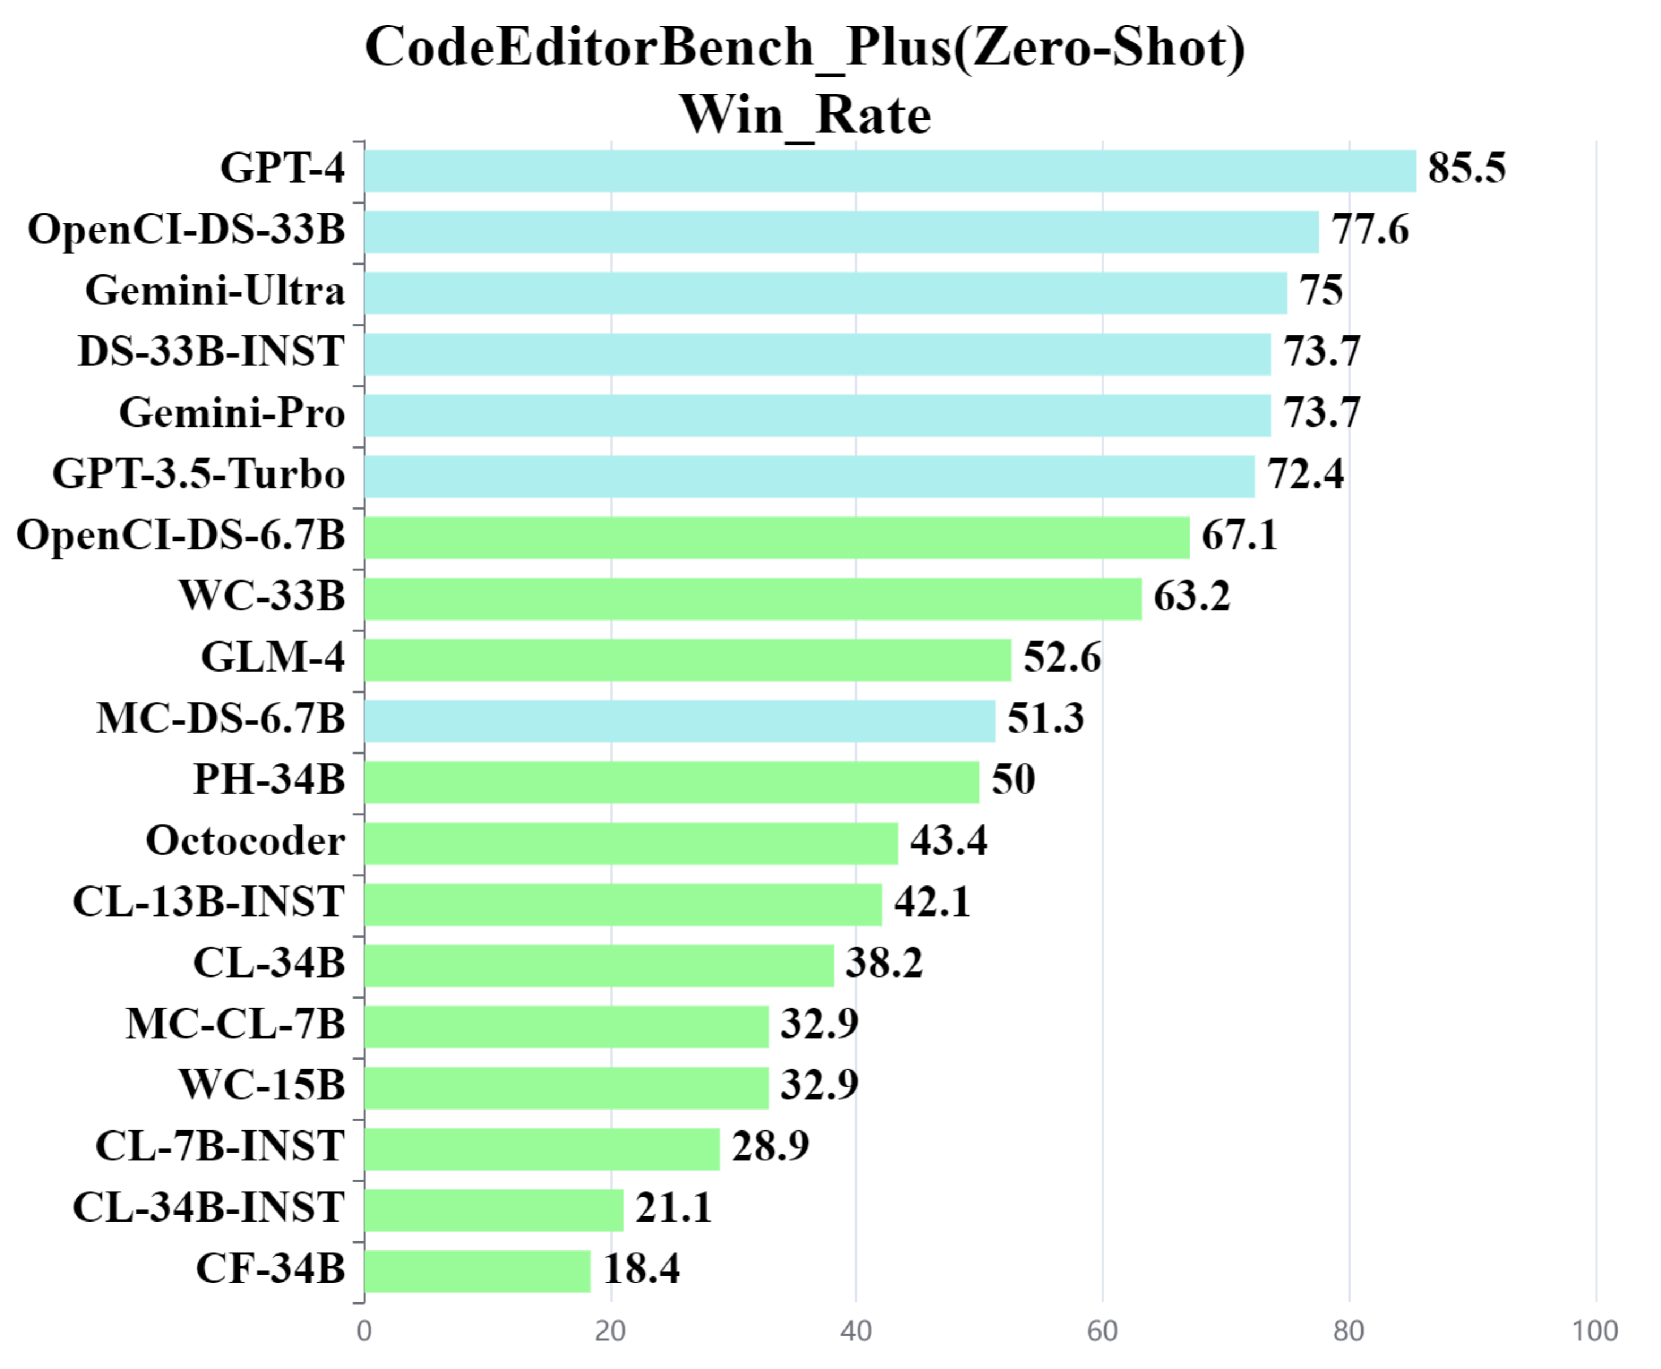 CodeEditorBench_Plus(Zero-Shot)
Win_Rate
GPT-4 85.5
OpenCI-DS-33B 77.6
Gemini-Ultra 75
DS-33B-INST 73.7
Gemini-Pro 73.7
GPT-3.5-Turbo 72.4
OpenCI-DS-6.7B 67.1
WC-33B 63.2
GLM-4 52.6
MC-DS-6.7B 51.3
PH-34B 50
Octocoder 43.4
CL-13B-INST 42.1
CL-34B 38.2
MC-CL-7B 32.9
WC-15B 32.9
CL-7B-INST 28.9
CL-34B-INST 21.1
CF-34B 18.4
0 20 40 60 80 100